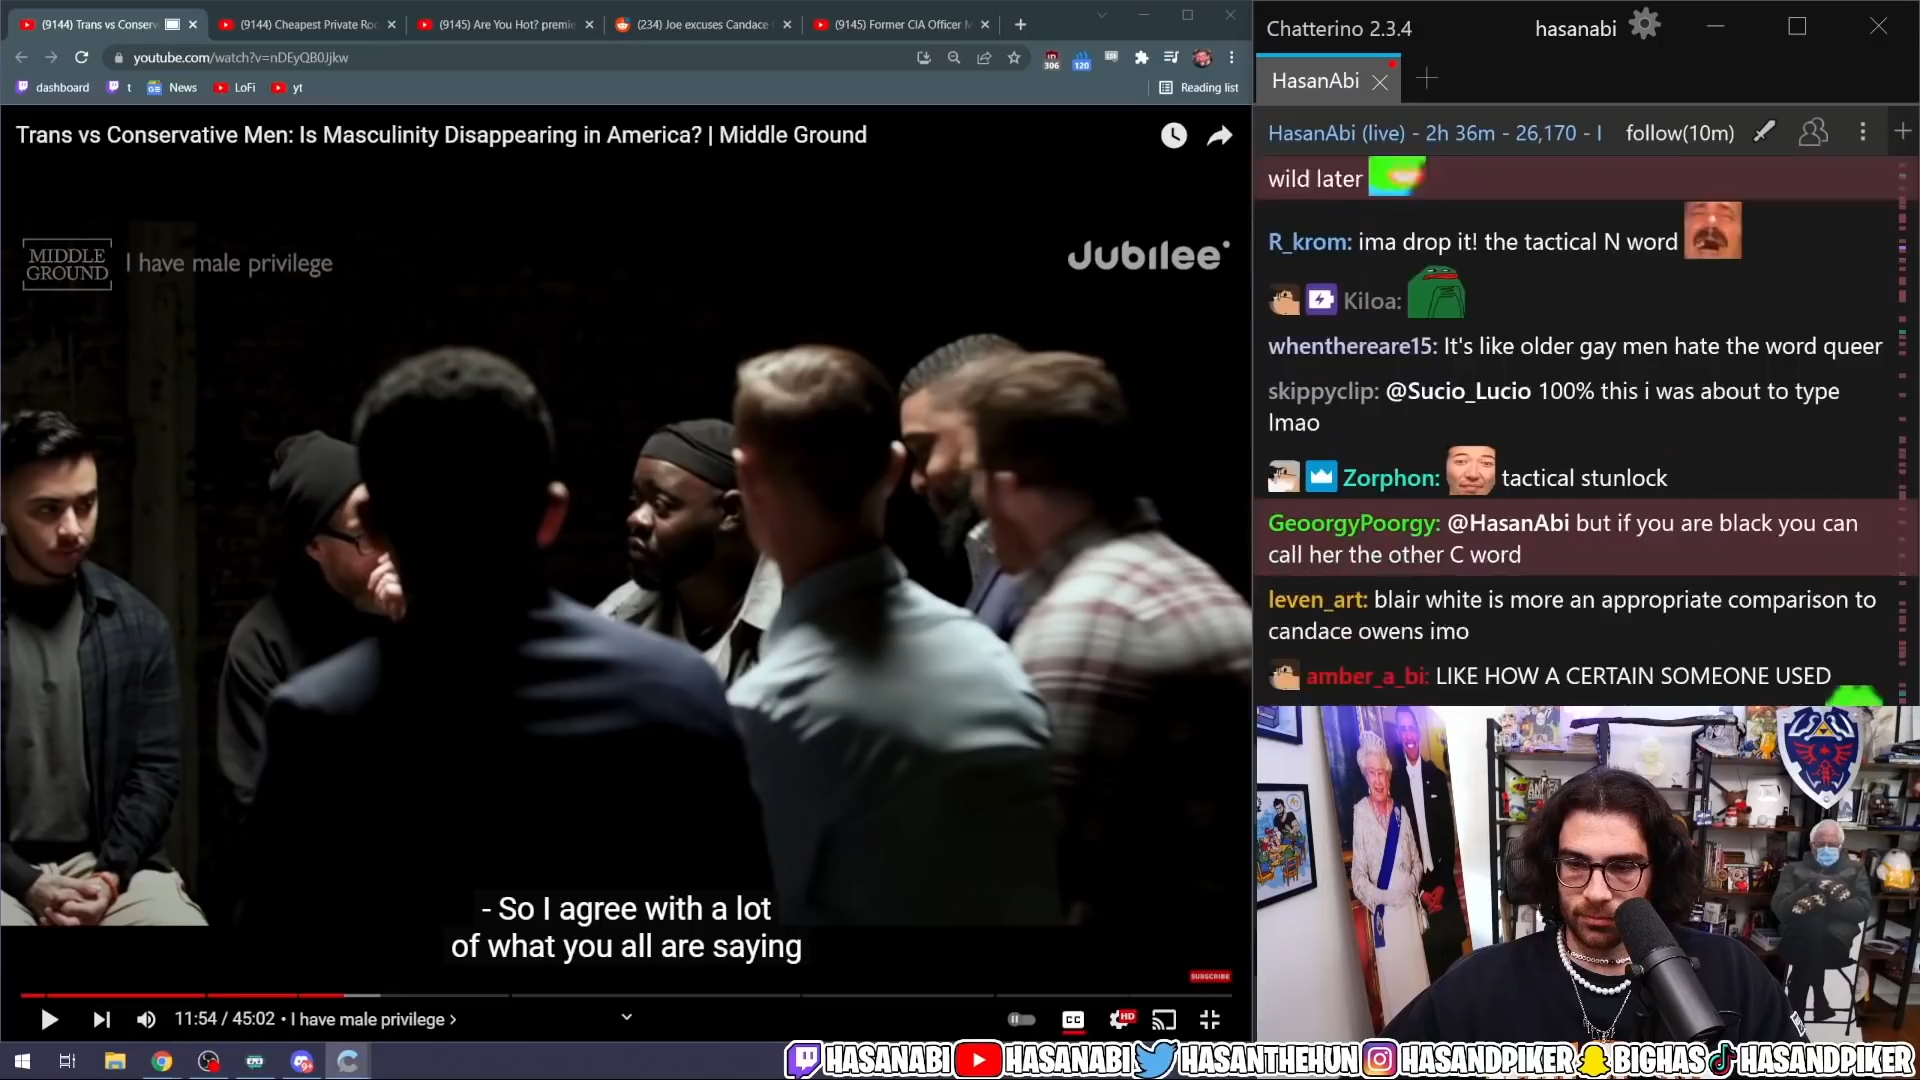 (9144) Trans vs Conserv
(9144) Cheapest Private Roc
(9145) Are You Hot? premie
(234) Joe excuses Candace
(9145) Former CIA Officer M
youtube.com/watch?v=nDEyQB0Jjkw
306
120
dashboard
t
News
LoFi
yt
Reading list
Trans vs Conservative Men: Is Masculinity Disappearing in America? | Middle Ground
MIDDLE
GROUND
I have male privilege
Jubilee
- So I agree with a lot
of what you all are saying
SUBSCRIBE
11:54 / 45:02 • I have male privilege ›
CC
HD
Chatterino 2.3.4
hasanabi
HasanAbi
HasanAbi (live) - 2h 36m - 26,170 - I
follow(10m)
wild later
R_krom: ima drop it! the tactical N word
Kiloa:
whenthereare15: It's like older gay men hate the word queer
skippyclip: @Sucio_Lucio 100% this i was about to type
lmao
Zorphon: tactical stunlock
GeoorgyPoorgy: @HasanAbi but if you are black you can
call her the other C word
leven_art: blair white is more an appropriate comparison to
candace owens imo
amber_a_bi: LIKE HOW A CERTAIN SOMEONE USED
HASANABI
HASANABI
HASANTHEHUN
HASANDPIKER
BIGHAS
HASANDPIKER